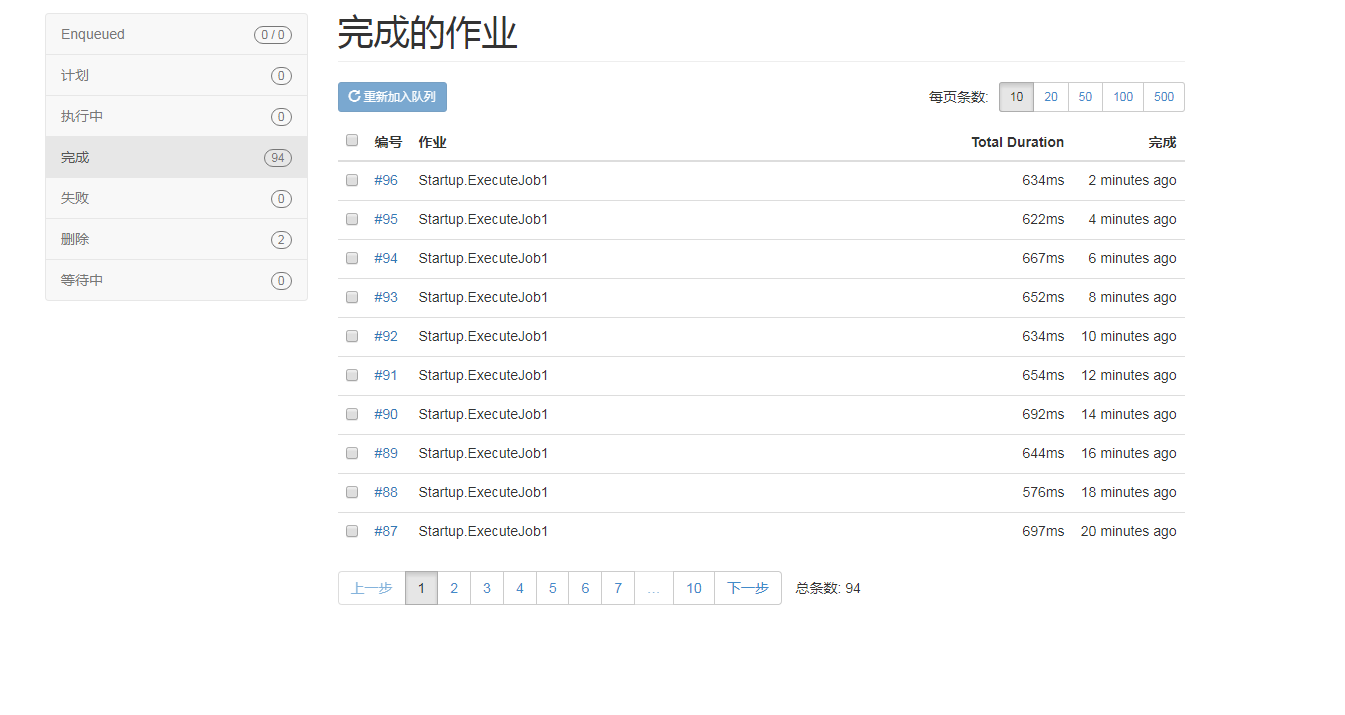 Enqueued 0 / 0
计划 0
执行中 0
完成 94
失败 0
删除 2
等待中 0
完成的作业
重新加入队列 每页条数: 10 20 50 100 500
编号 作业 Total Duration 完成
#96 Startup.ExecuteJob1 634ms 2 minutes ago
#95 Startup.ExecuteJob1 622ms 4 minutes ago
#94 Startup.ExecuteJob1 667ms 6 minutes ago
#93 Startup.ExecuteJob1 652ms 8 minutes ago
#92 Startup.ExecuteJob1 634ms 10 minutes ago
#91 Startup.ExecuteJob1 654ms 12 minutes ago
#90 Startup.ExecuteJob1 692ms 14 minutes ago
#89 Startup.ExecuteJob1 644ms 16 minutes ago
#88 Startup.ExecuteJob1 576ms 18 minutes ago
#87 Startup.ExecuteJob1 697ms 20 minutes ago
上一步 1 2 3 4 5 6 7 … 10 下一步 总条数: 94